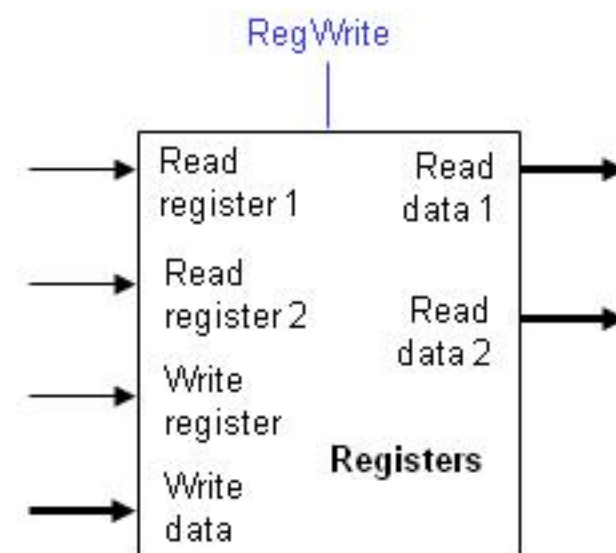 RegWrite
Read
register 1
Read
data 1
Read
register 2
Read
data 2
Write
register
Registers
Write
data